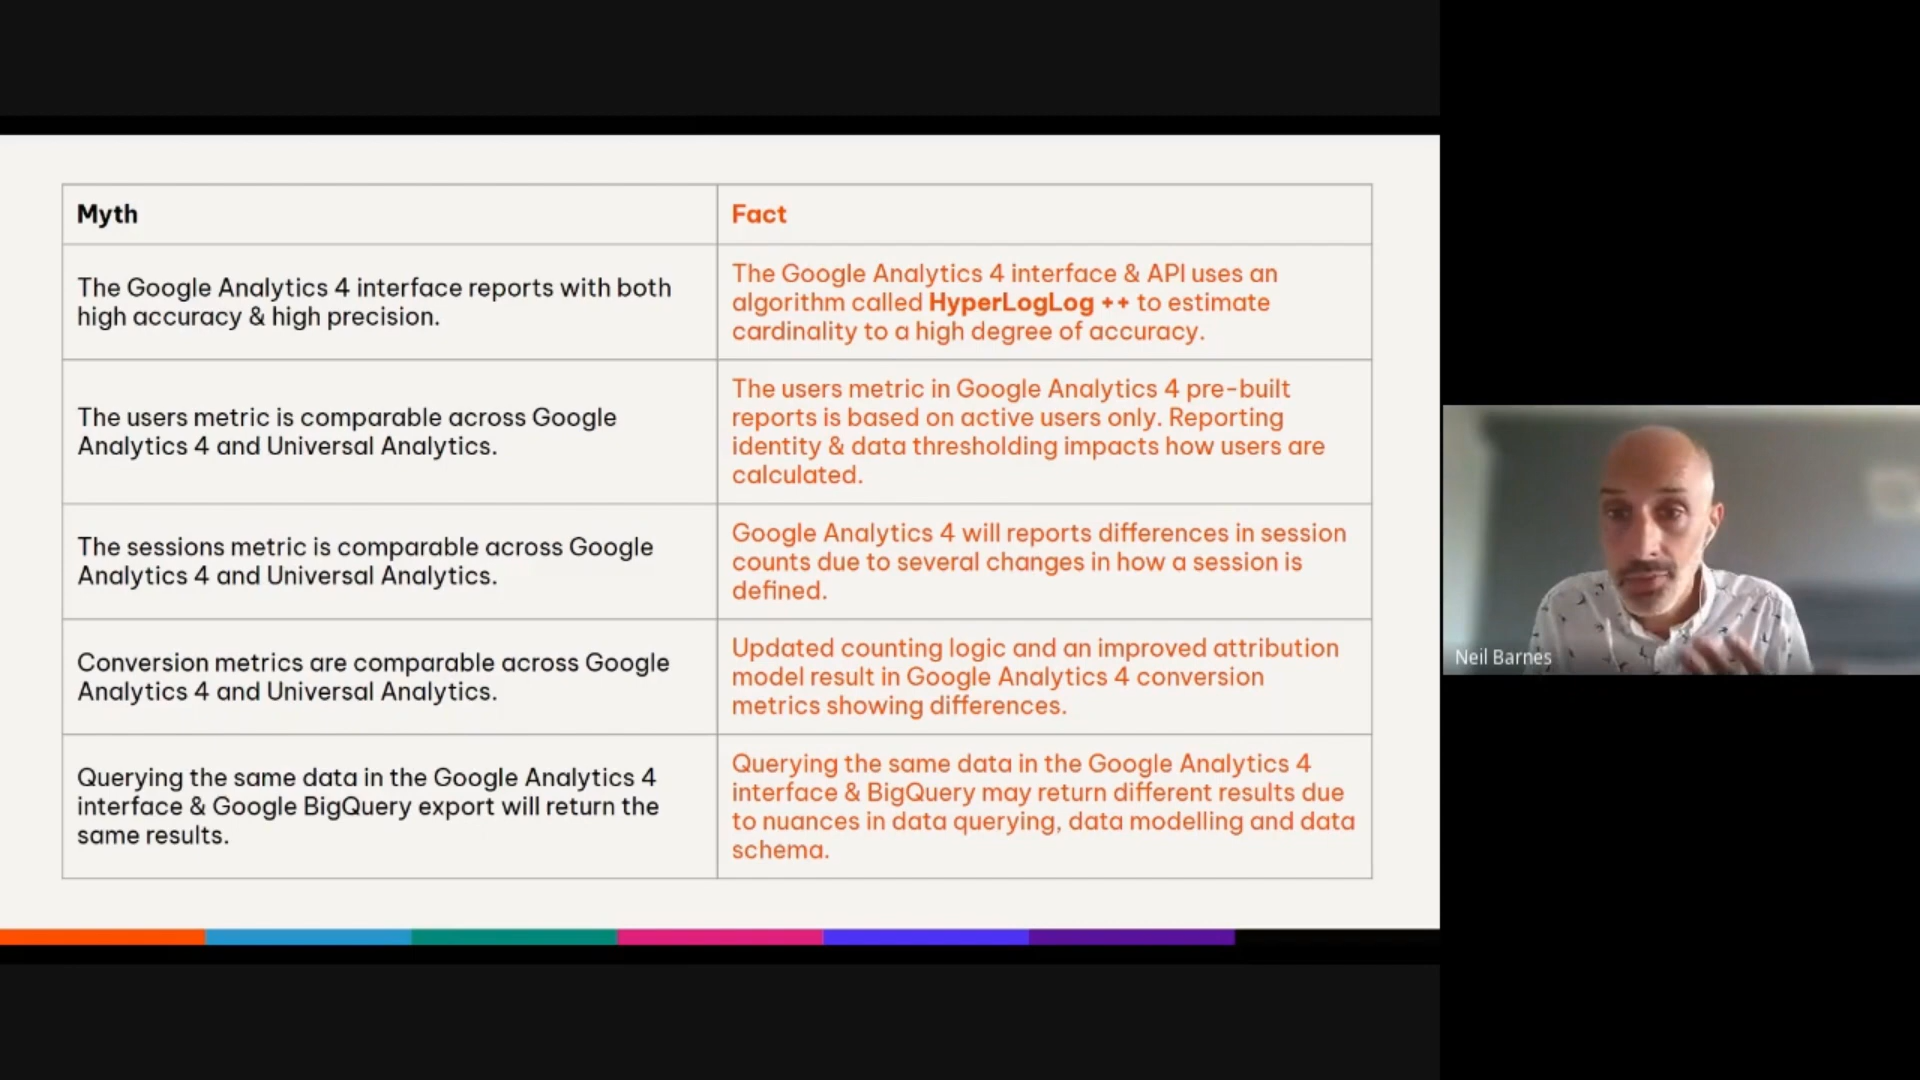 Myth
Fact
The Google Analytics 4 interface reports with both
high accuracy & high precision.
The Google Analytics 4 interface & API uses an
algorithm called HyperLogLog ++ to estimate
cardinality to a high degree of accuracy.
The users metric is comparable across Google
Analytics 4 and Universal Analytics.
The users metric in Google Analytics 4 pre-built
reports is based on active users only. Reporting
identity & data thresholding impacts how users are
calculated.
The sessions metric is comparable across Google
Analytics 4 and Universal Analytics.
Google Analytics 4 will reports differences in session
counts due to several changes in how a session is
defined.
Conversion metrics are comparable across Google
Analytics 4 and Universal Analytics.
Updated counting logic and an improved attribution
model result in Google Analytics 4 conversion
metrics showing differences.
Querying the same data in the Google Analytics 4
interface & Google BigQuery export will return the
same results.
Querying the same data in the Google Analytics 4
interface & BigQuery may return different results due
to nuances in data querying, data modelling and data
schema.
Neil Barnes